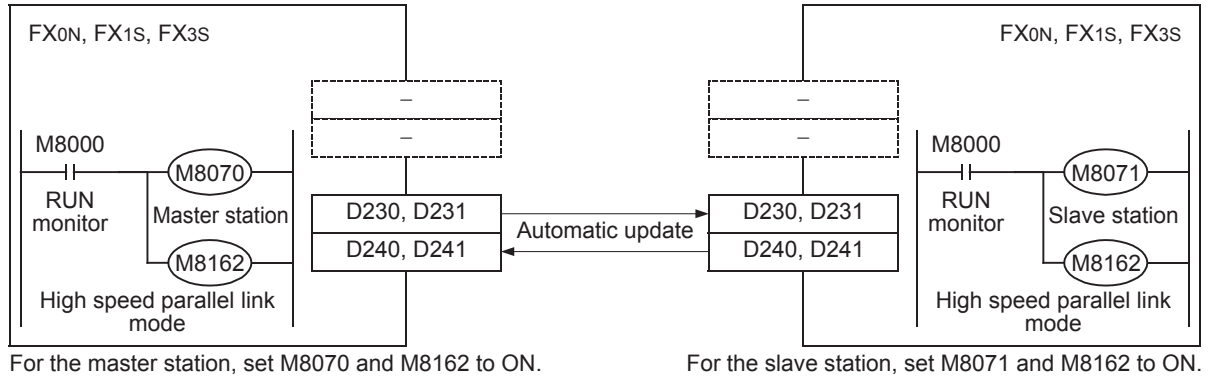 FX0N, FX1S, FX3S
–
–
M8000
M8070
RUN
monitor
Master station
M8162
High speed parallel link
mode
D230, D231
D240, D241
Automatic update
FX0N, FX1S, FX3S
–
–
D230, D231
D240, D241
M8000
M8071
RUN
monitor
Slave station
M8162
High speed parallel link
mode
For the master station, set M8070 and M8162 to ON.
For the slave station, set M8071 and M8162 to ON.